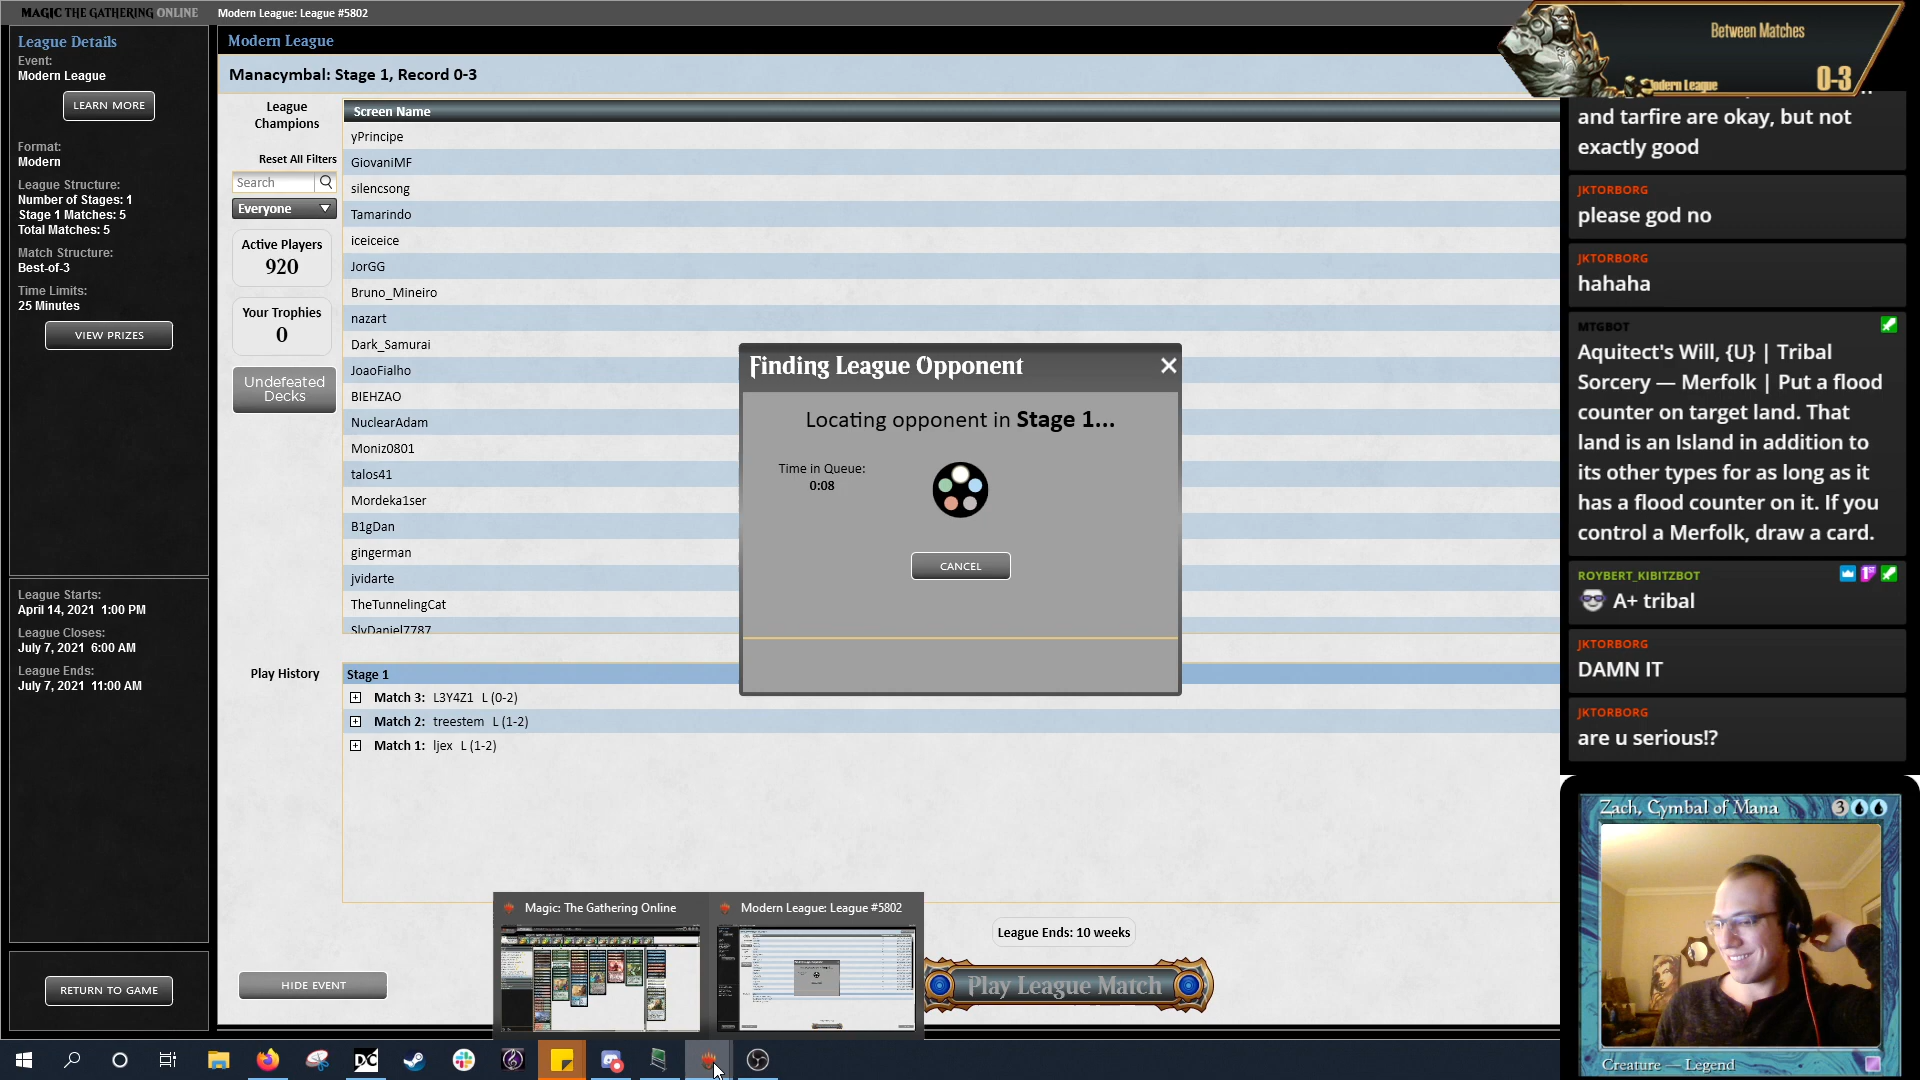 MAGIC THE GATHERING ONLINE
Modern League: League #5802
League Details
Event:
Modern League
LEARN MORE
Format:
Modern
League Structure:
Number of Stages: 1
Stage 1 Matches: 5
Total Matches: 5
Match Structure:
Best-of-3
Time Limits:
25 Minutes
VIEW PRIZES
League Starts:
April 14, 2021 1:00 PM
League Closes:
July 7, 2021 6:00 AM
League Ends:
July 7, 2021 11:00 AM
RETURN TO GAME
Modern League
Manacymbal: Stage 1, Record 0-3
League
Champions
Reset All Filters
Search
Everyone
Active Players
920
Your Trophies
0
Undefeated
Decks
Screen Name
yPrincipe
GiovaniMF
silencsong
Tamarindo
iceiceice
JorGG
Bruno_Mineiro
nazart
Dark_Samurai
JoaoFialho
BIEHZAO
NuclearAdam
Moniz0801
talos41
Mordeka1ser
B1gDan
gingerman
jvidarte
TheTunnelingCat
SlyDaniel7787
Finding League Opponent
Locating opponent in Stage 1...
Time in Queue:
0:08
CANCEL
Play History
Stage 1
Match 3: L3Y4Z1 L (0-2)
Match 2: treestem L (1-2)
Match 1: ljex L (1-2)
HIDE EVENT
Magic: The Gathering Online
Modern League: League #5802
League Ends: 10 weeks
Play League Match
Between Matches
Modern League
0-3
and tarfire are okay, but not
exactly good
JKTORBORG
please god no
JKTORBORG
hahaha
MTGBOT
Aquitect's Will, {U} | Tribal
Sorcery — Merfolk | Put a flood
counter on target land. That
land is an Island in addition to
its other types for as long as it
has a flood counter on it. If you
control a Merfolk, draw a card.
ROYBERT_KIBITZBOT
A+ tribal
JKTORBORG
DAMN IT
JKTORBORG
are u serious!?
Zach, Cymbal of Mana
3
Creature — Legend
DC